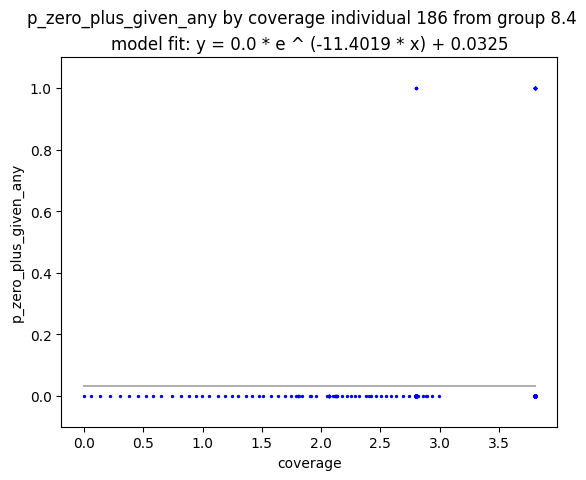 p_zero_plus_given_any by coverage individual 186 from group 8.4
model fit: y = 0.0 * e ^ (-11.4019 * x) + 0.0325
1.0
0.8
0.6
0.4
0.2
0.0
p_zero_plus_given_any
0.0 0.5 1.0 1.5 2.0 2.5 3.0 3.5
coverage